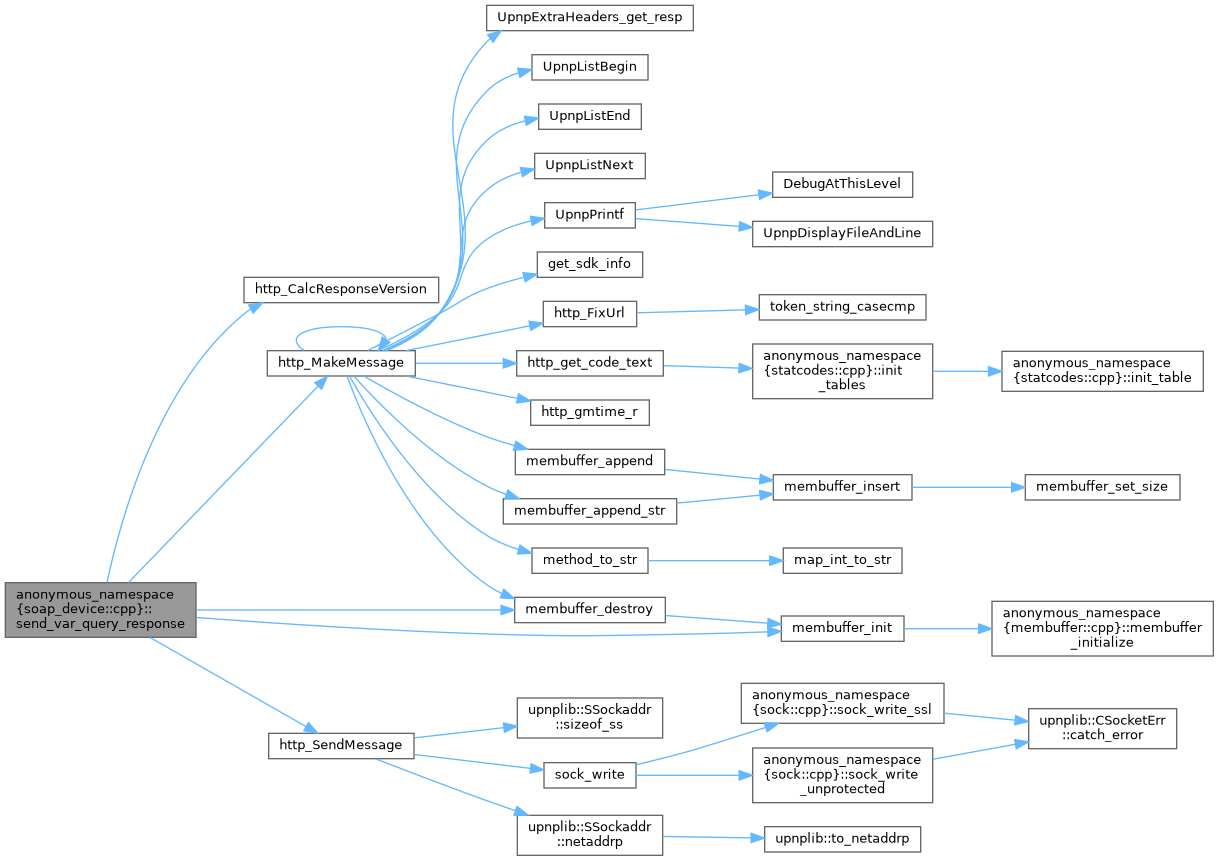 UpnpExtraHeaders_get_resp
UpnpListBegin
UpnpListEnd
UpnpListNext
DebugAtThisLevel
UpnpPrintf
UpnpDisplayFileAndLine
get_sdk_info
http_CalcResponseVersion
token_string_casecmp
http_FixUrl
http_MakeMessage
http_get_code_text
anonymous_namespace
{statcodes::cpp}::init
_tables
anonymous_namespace
{statcodes::cpp}::init_table
http_gmtime_r
membuffer_append
membuffer_insert
membuffer_set_size
membuffer_append_str
method_to_str
map_int_to_str
anonymous_namespace
{soap_device::cpp}::
send_var_query_response
membuffer_destroy
membuffer_init
anonymous_namespace
{membuffer::cpp}::membuffer
_initialize
upnplib::SSockaddr
::sizeof_ss
anonymous_namespace
{sock::cpp}::sock_write_ssl
upnplib::CSocketErr
::catch_error
http_SendMessage
sock_write
anonymous_namespace
{sock::cpp}::sock_write
_unprotected
upnplib::SSockaddr
::netaddrp
upnplib::to_netaddrp